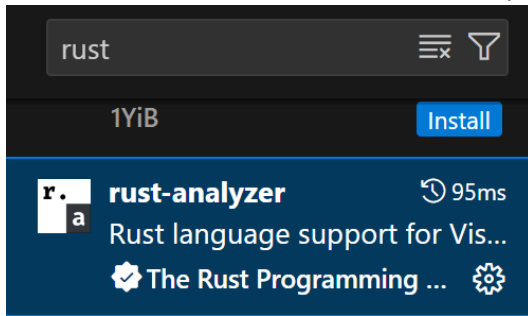 rust
1YiB Install
r.
a
rust-analyzer 95ms
Rust language support for Vis...
The Rust Programming ...